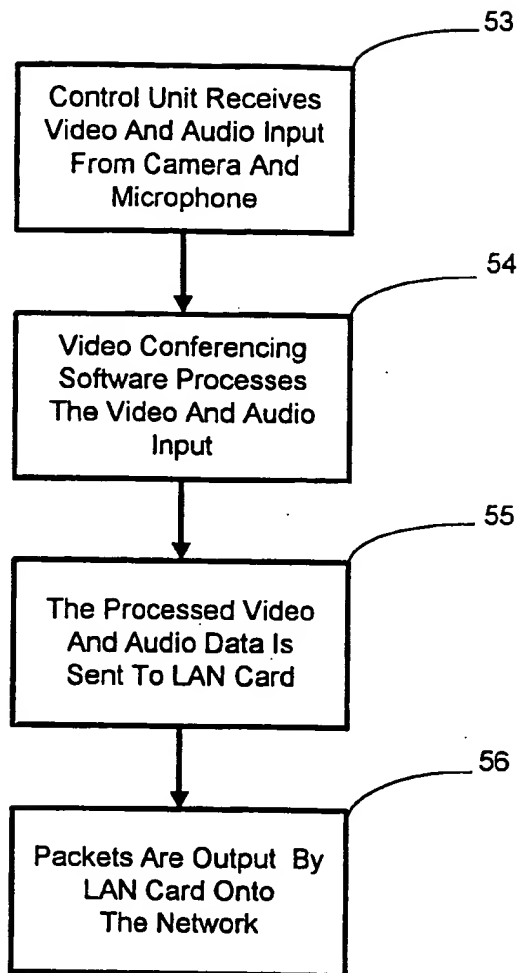 53
Control Unit Receives
Video And Audio Input
From Camera And
Microphone
54
Video Conferencing
Software Processes
The Video And Audio
Input
55
The Processed Video
And Audio Data Is
Sent To LAN Card
56
Packets Are Output By
LAN Card Onto
The Network